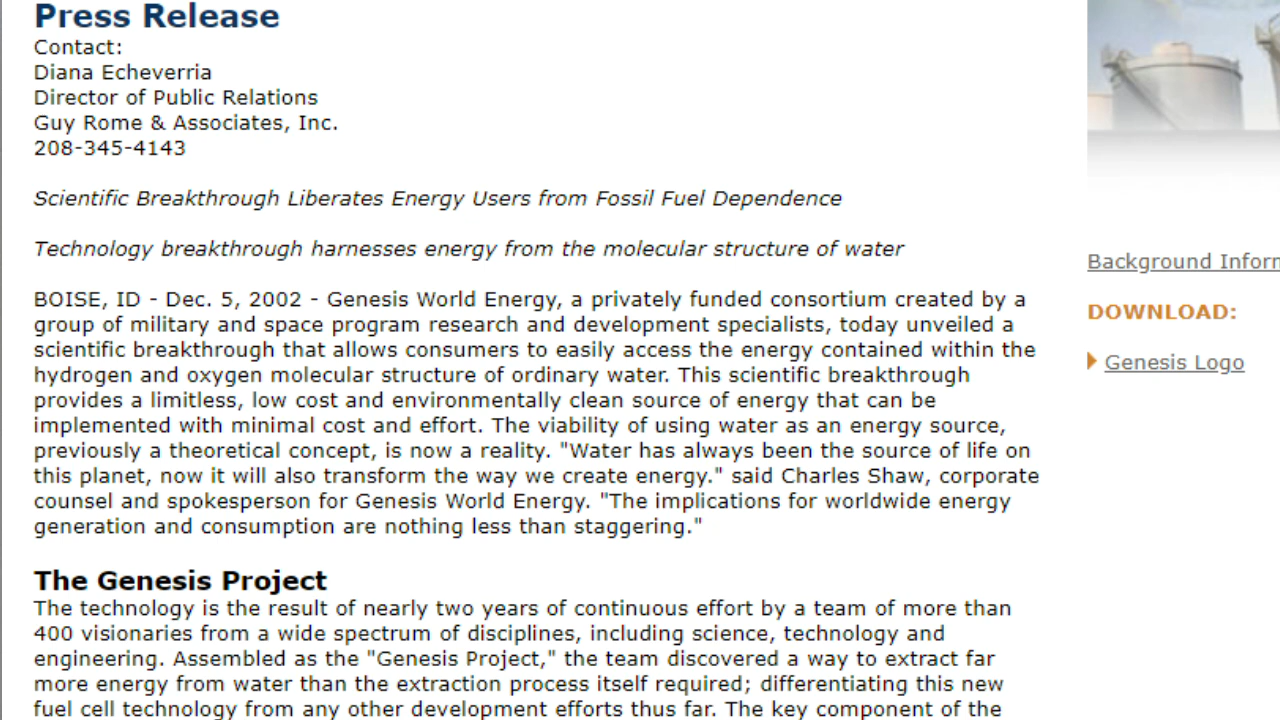 Press Release
Contact:
Diana Echeverria
Director of Public Relations
Guy Rome & Associates, Inc.
208-345-4143
Scientific Breakthrough Liberates Energy Users from Fossil Fuel Dependence
Technology breakthrough harnesses energy from the molecular structure of water
BOISE, ID - Dec. 5, 2002 - Genesis World Energy, a privately funded consortium created by a
group of military and space program research and development specialists, today unveiled a
scientific breakthrough that allows consumers to easily access the energy contained within the
hydrogen and oxygen molecular structure of ordinary water. This scientific breakthrough
provides a limitless, low cost and environmentally clean source of energy that can be
implemented with minimal cost and effort. The viability of using water as an energy source,
previously a theoretical concept, is now a reality. "Water has always been the source of life on
this planet, now it will also transform the way we create energy." said Charles Shaw, corporate
counsel and spokesperson for Genesis World Energy. "The implications for worldwide energy
generation and consumption are nothing less than staggering."
The Genesis Project
The technology is the result of nearly two years of continuous effort by a team of more than
400 visionaries from a wide spectrum of disciplines, including science, technology and
engineering. Assembled as the "Genesis Project," the team discovered a way to extract far
more energy from water than the extraction process itself required; differentiating this new
fuel cell technology from any other development efforts thus far. The key component of the
Background Inforn
DOWNLOAD:
Genesis Logo